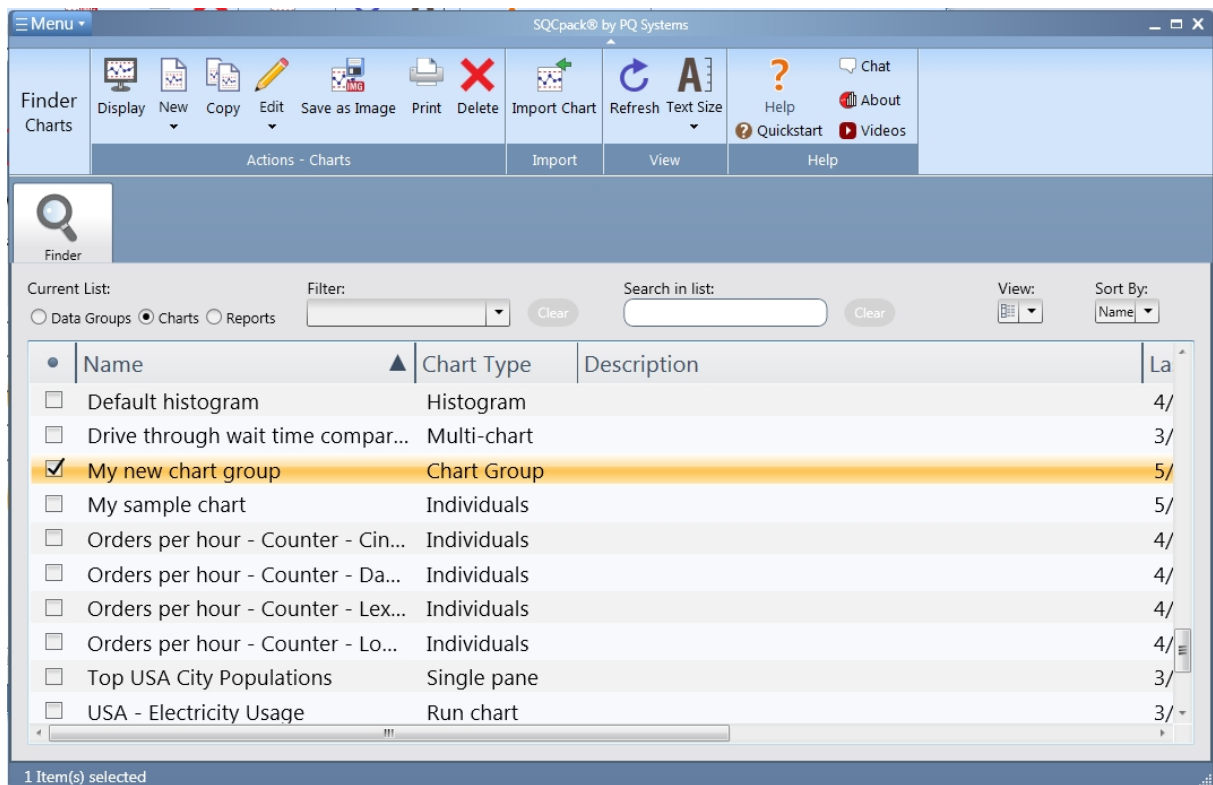 Menu
SQCpack® by PQ Systems
Finder
Charts
Display New Copy Edit Save as Image Print Delete
Actions - Charts
IMG
Import Chart
Import
Refresh Text Size
View
Help
Quickstart
Chat
About
Videos
Help
Finder
Current List:
Data Groups Charts Reports
Filter:
Clear
Search in list:
Clear
View:
Sort By:
Name
Name Chart Type Description La
Default histogram Histogram 4/
Drive through wait time compar... Multi-chart 3/
My new chart group Chart Group 5/
My sample chart Individuals 5/
Orders per hour - Counter - Cin... Individuals 4/
Orders per hour - Counter - Da... Individuals 4/
Orders per hour - Counter - Lex... Individuals 4/
Orders per hour - Counter - Lo... Individuals 4/
Top USA City Populations Single pane 3/
USA - Electricity Usage Run chart 3/
1 Item(s) selected